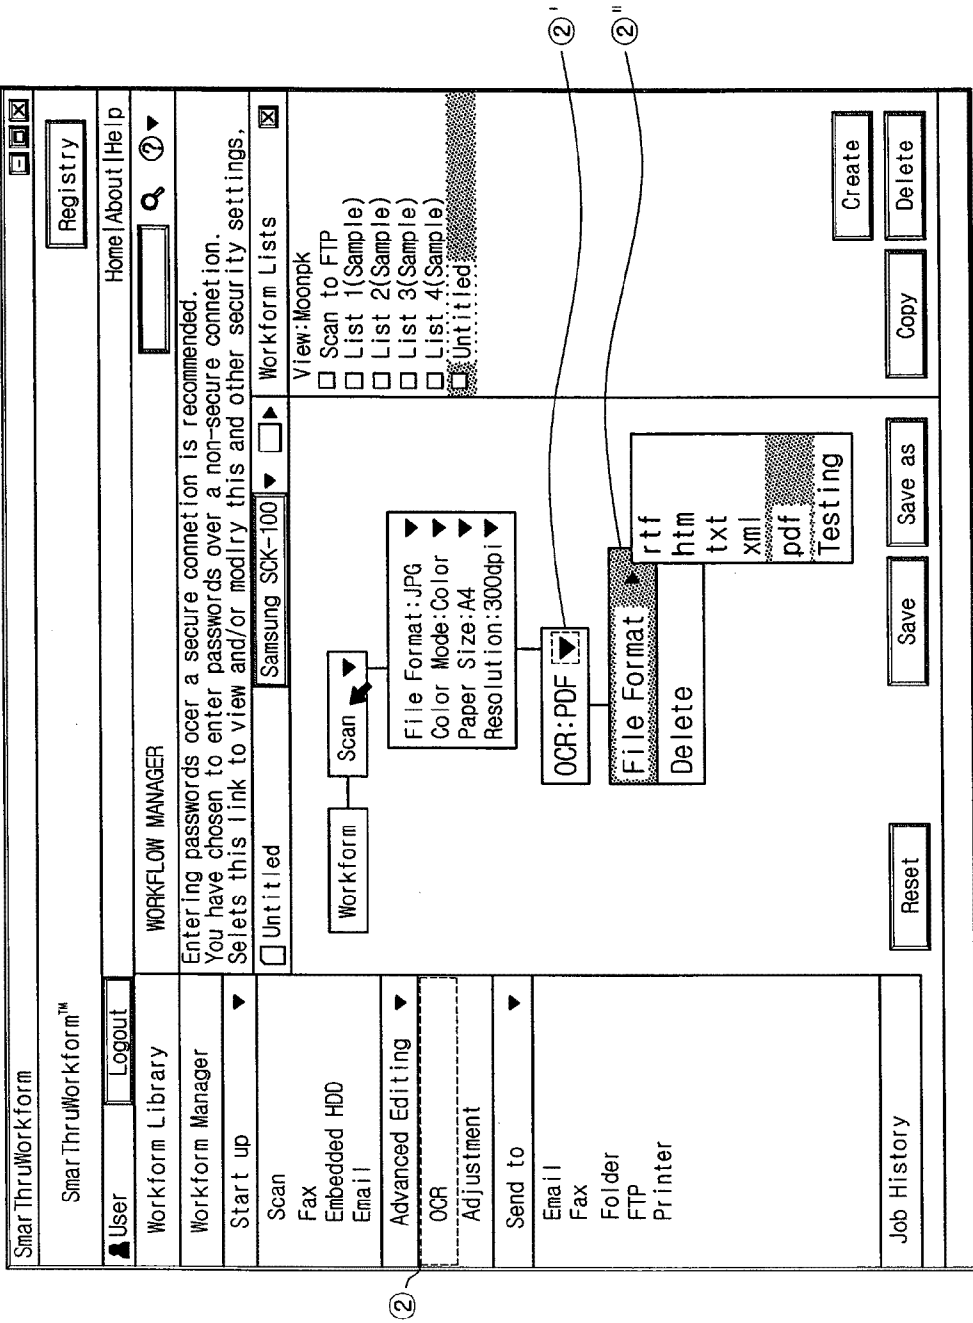 SmarThruWorkform
SmarThruWorkform™
Registry
User
Logout
Home|About|Help
Workform Library
WORKFLOW MANAGER
Workform Manager
Entering passwords ocer a secure connetion is recommended.
You have chosen to enter passwords over a non-secure connetion.
Selets this link to view and/or modlry this and other security settings,
Start up
Untitled
Samsung SCK-100
Workform Lists
Scan
Fax
Embedded HDD
Email
Advanced Editing
OCR
Adjustment
Send to
Email
Fax
Folder
FTP
Printer
Job History
Workform
Scan
File Format:JPG
Color Mode:Color
Paper Size:A4
Resolution:300dpi
OCR:PDF
File Format
Delete
rtf
htm
txt
xml
pdf
Testing
View:Moonpk
Scan to FTP
List 1(Sample)
List 2(Sample)
List 3(Sample)
List 4(Sample)
Untitled
Create
Reset
Save
Save as
Copy
Delete
②
②'
②"